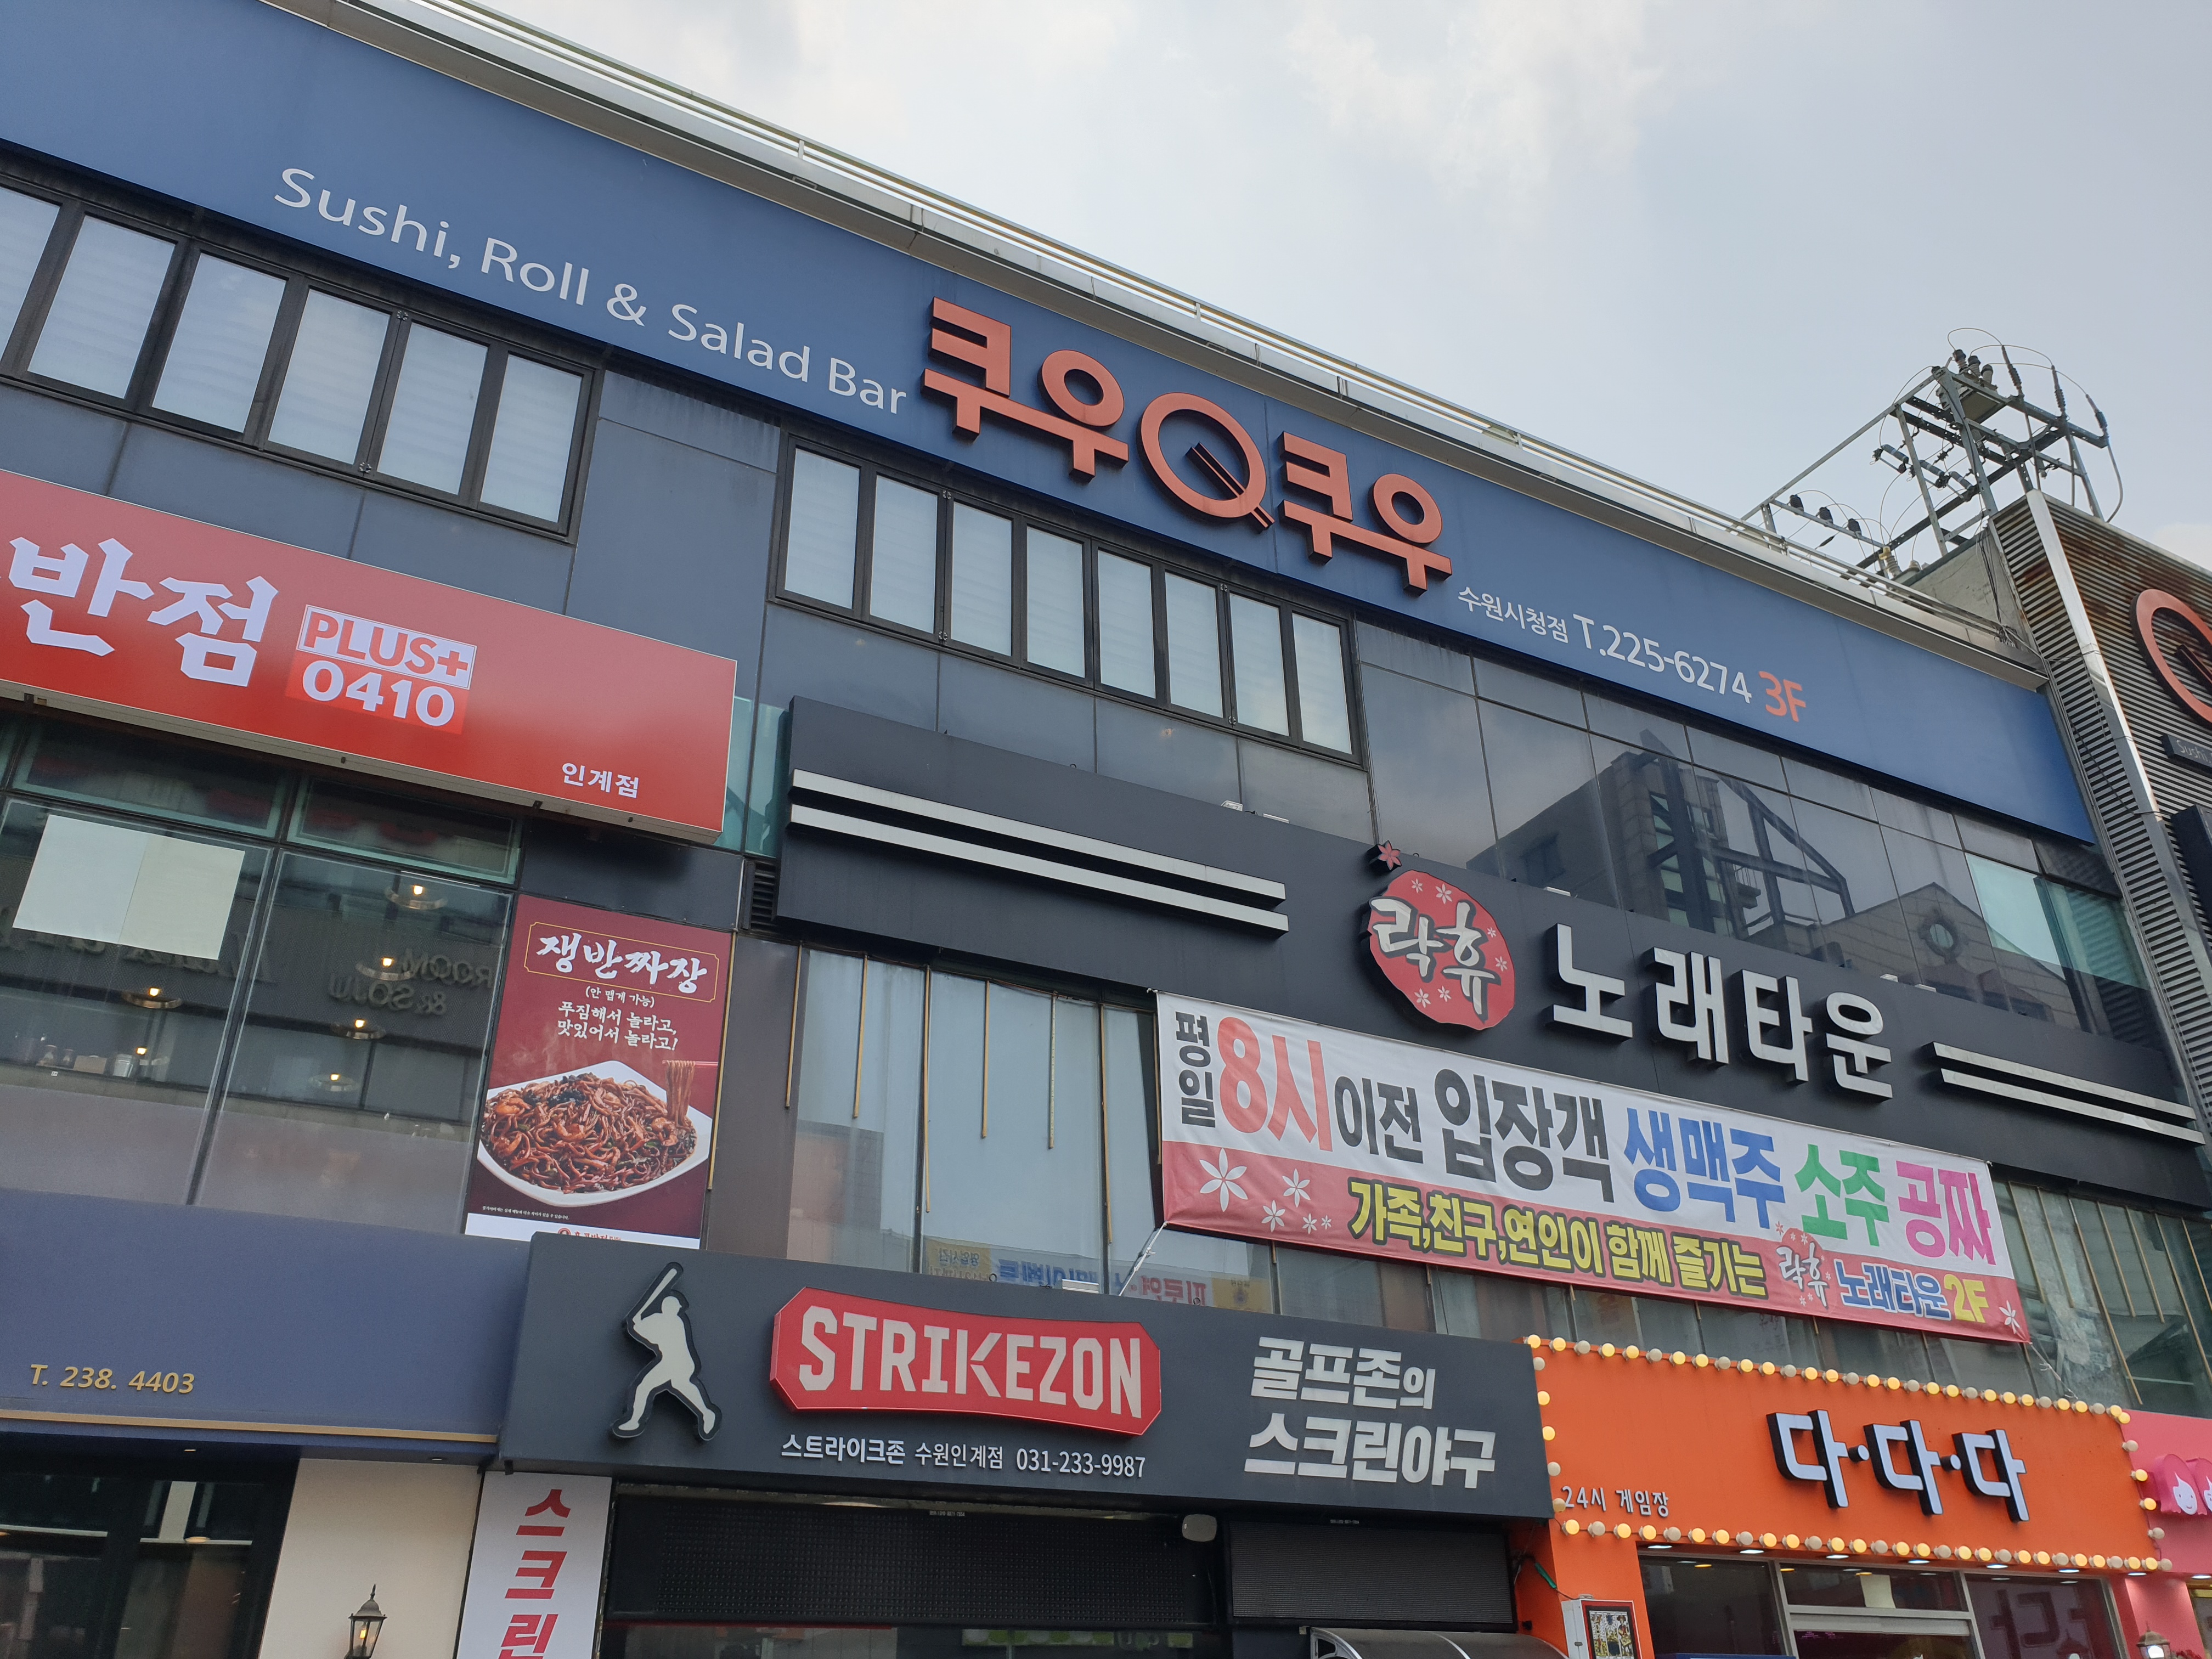 Sushi, Roll & Salad Bar
쿠우Q쿠우
수원시청점 T.225-6274 3F
반점
PLUS+
0410
인계점
락휴 노래타운
쟁반짜장
(안 맵게 가능)
푸짐해서 놀라고,
맛있어서 놀라고!
평일 8시 이전 입장객 생맥주 소주 공짜
가족,친구,연인이 함께 즐기는 락휴 노래타운 2F
T. 238. 4403
STRIKEZON
스트라이크존 수원인계점 031-233-9987
골프존의
스크린야구
다·다·다
24시 게임장
스크린